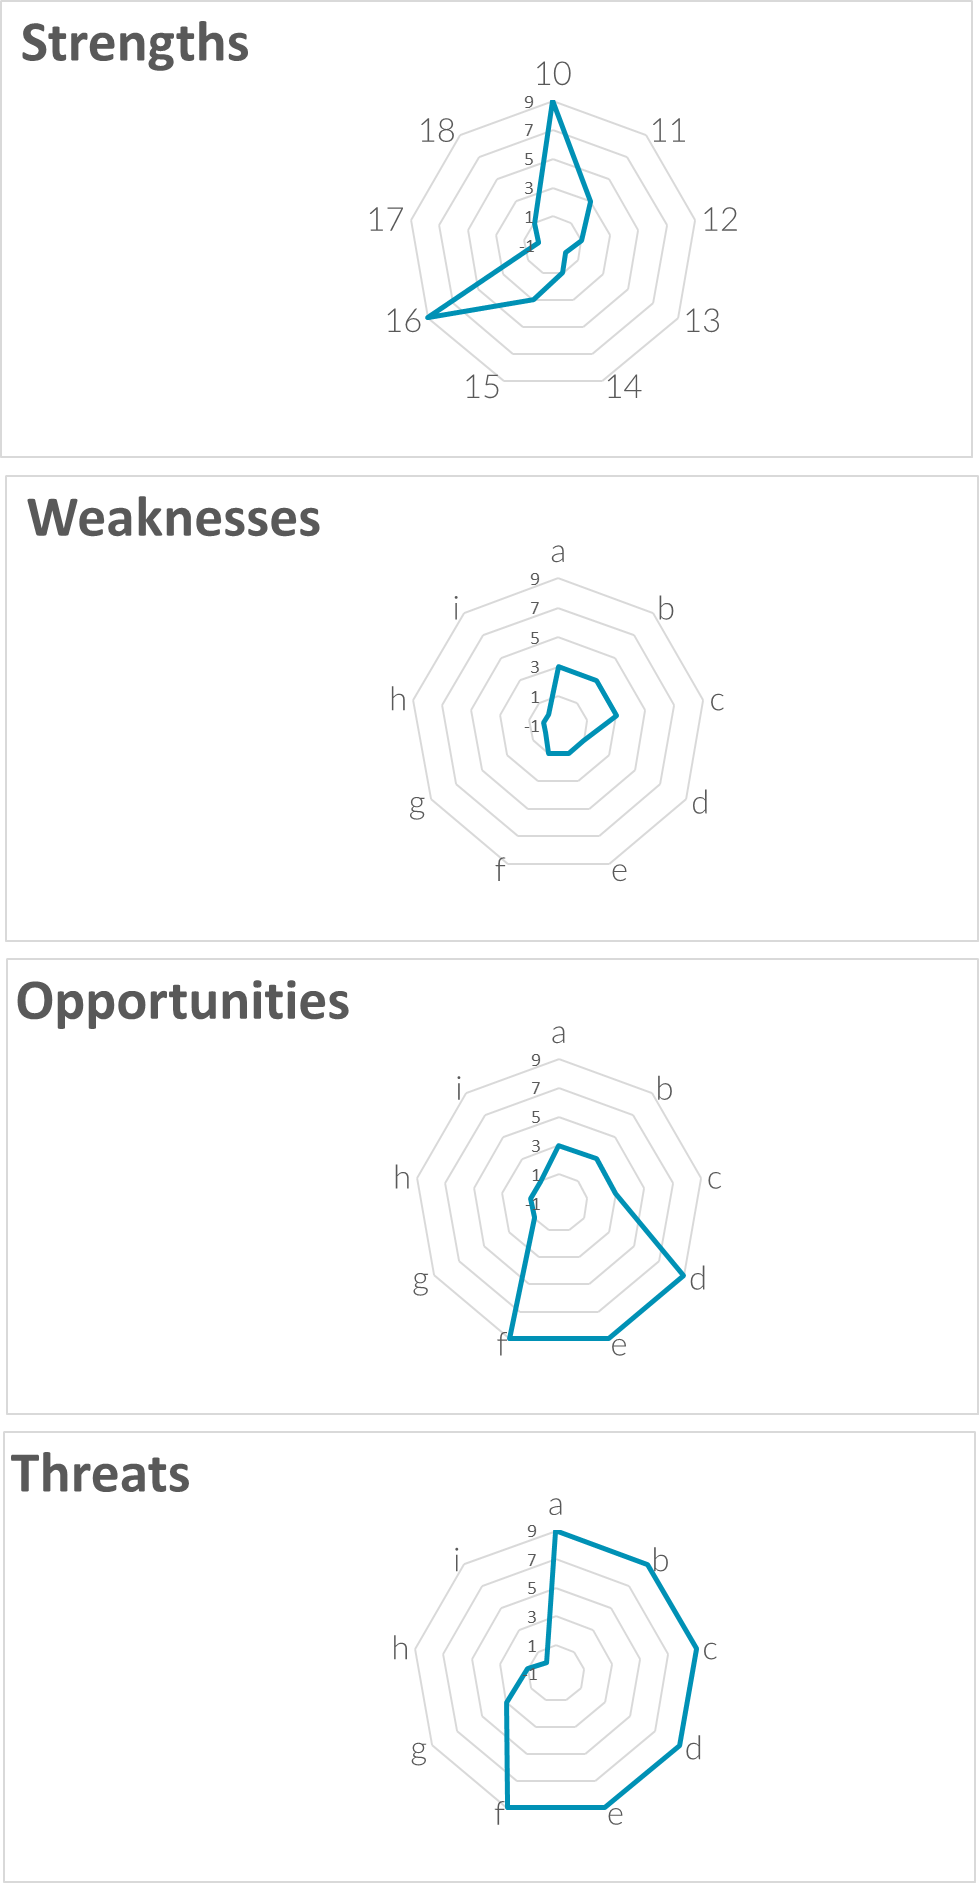 Strengths
10
9
18
11
7
5
3
17
1
12
-1
16
13
15
14
Weaknesses
a
9
i
b
7
5
3
h
1
c
-1
g
d
f
e
Opportunities
a
9
i
b
7
5
3
h
1
c
-1
g
d
f
e
Threats
a
9
i
b
7
5
3
h
1
c
-1
g
d
f
e